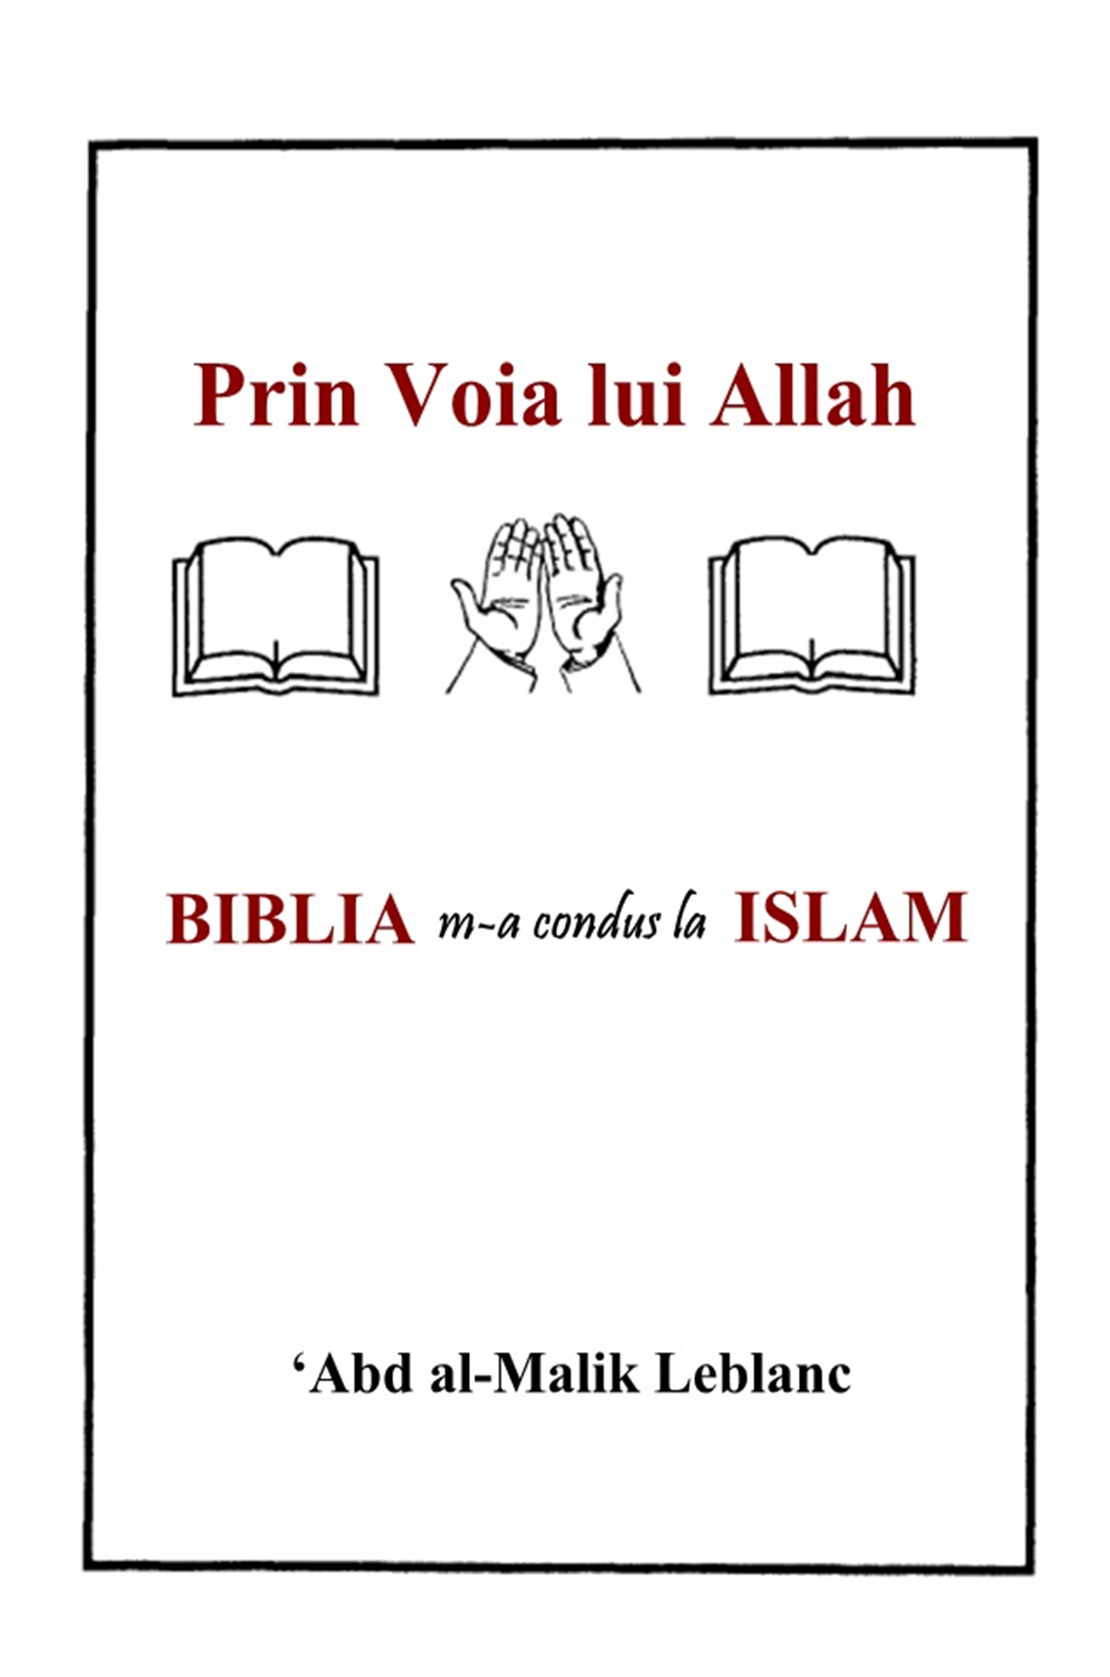 Prin Voia lui Allah
BIBLIA m-a condus la ISLAM
‘Abd al-Malik Leblanc